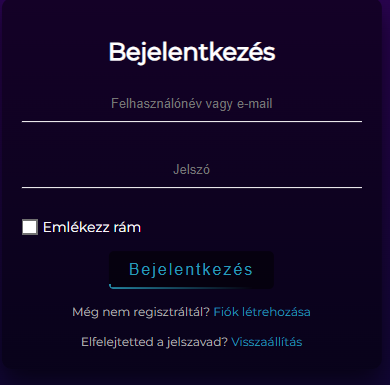 Bejelentkezés
Felhasználónév vagy e-mail
Jelszó
Emlékezz rám
Bejelentkezés
Még nem regisztráltál? Fiók létrehozása
Elfelejtetted a jelszavad? Visszaállítás